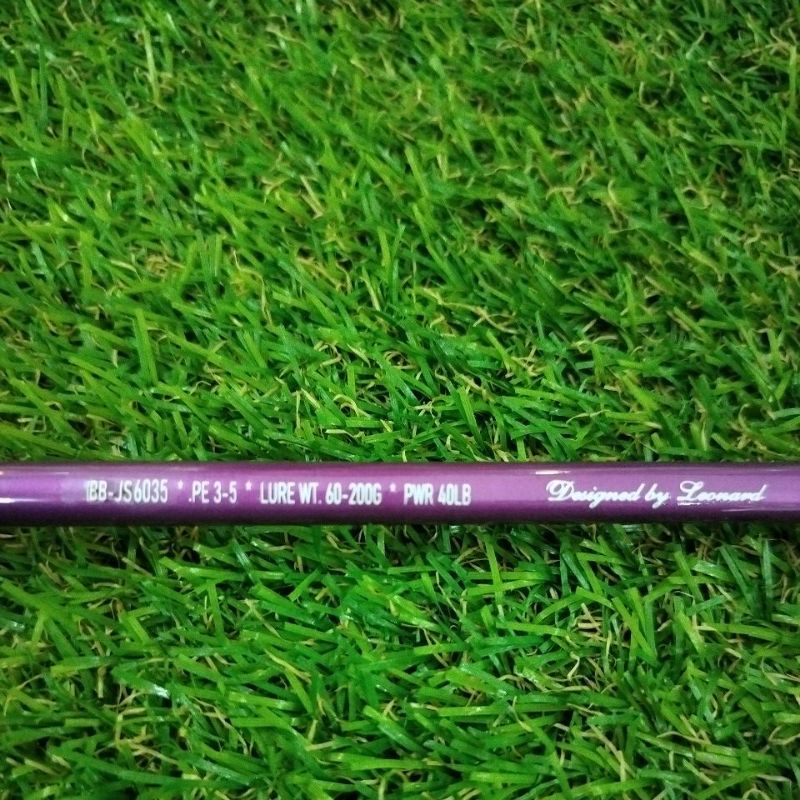 IBB-JS6035 * .PE 3-5 * LURE WT. 60-200G * PWR 40LB Designed by Leonard